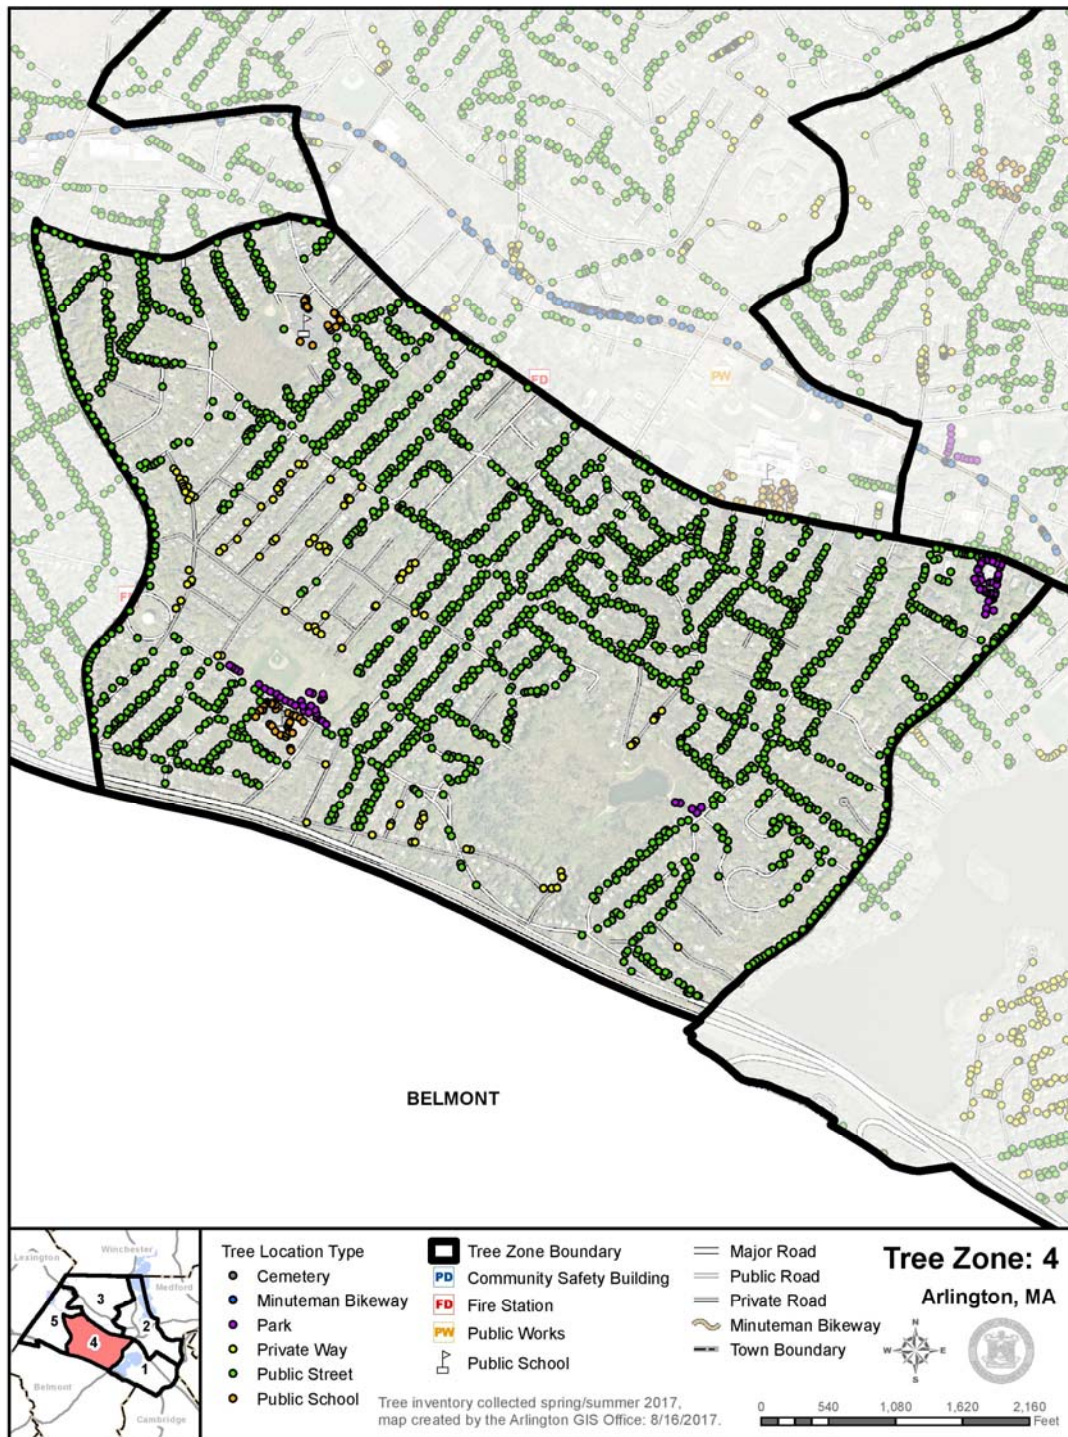 FD
PW
BELMONT
Lexington
Winchester
Medford
3
5
2
4
1
Belmont
Cambridge
Tree Location Type
Cemetery
Minuteman Bikeway
Park
Private Way
Public Street
Public School
Tree Zone Boundary
PD Community Safety Building
FD Fire Station
PW Public Works
Public School
Major Road
Public Road
Private Road
Minuteman Bikeway
Town Boundary
Tree Zone: 4
Arlington, MA
N
W E
S
Tree inventory collected spring/summer 2017,
map created by the Arlington GIS Office: 8/16/2017.
0 540 1,080 1,620 2,160
Feet